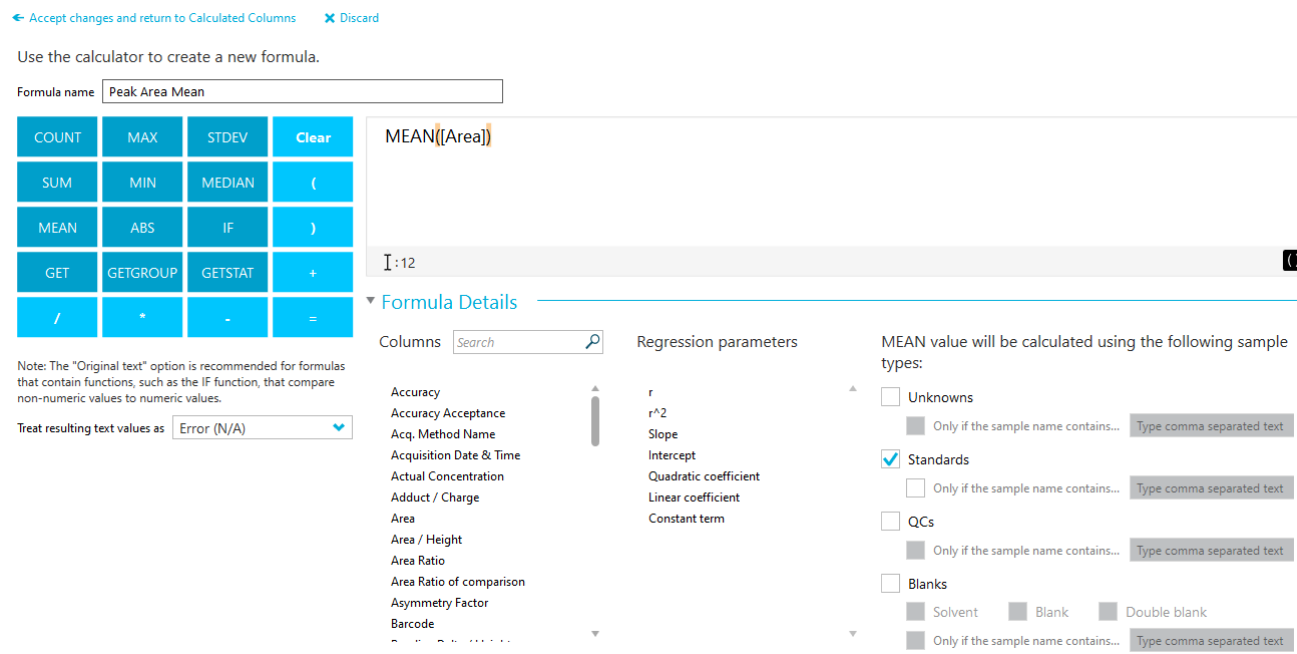 Accept changes and return to Calculated Columns Discard
Use the calculator to create a new formula.
Formula name Peak Area Mean
COUNT MAX STDEV Clear
SUM MIN MEDIAN (
MEAN ABS IF )
GET GETGROUP GETSTAT +
/ * - =
Note: The "Original text" option is recommended for formulas
that contain functions, such as the IF function, that compare
non-numeric values to numeric values.
Treat resulting text values as Error (N/A)
MEAN([Area])
:12
Formula Details
Columns Search
Accuracy
Accuracy Acceptance
Acq. Method Name
Acquisition Date & Time
Actual Concentration
Adduct / Charge
Area
Area / Height
Area Ratio
Area Ratio of comparison
Asymmetry Factor
Barcode
Regression parameters
r
r^2
Slope
Intercept
Quadratic coefficient
Linear coefficient
Constant term
MEAN value will be calculated using the following sample
types:
Unknowns
Only if the sample name contains... Type comma separated text
Standards
Only if the sample name contains... Type comma separated text
QCs
Only if the sample name contains... Type comma separated text
Blanks
Solvent Blank Double blank
Only if the sample name contains... Type comma separated text